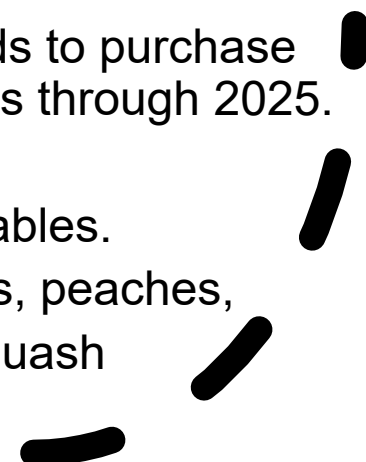 ds to purchase
s through 2025.
ables.
s, peaches,
uash